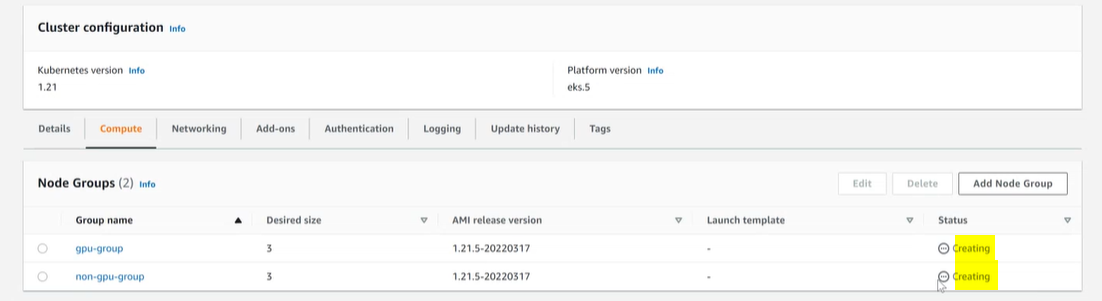 Cluster configuration Info
Kubernetes version Info
Platform version Info
1.21
eks.5
Details Compute Networking Add-ons Authentication Logging Update history Tags
Node Groups (2) Info
Edit Delete Add Node Group
Group name Desired size AMI release version Launch template Status
gpu-group 3 1.21.5-20220317 - Creating
non-gpu-group 3 1.21.5-20220317 - Creating